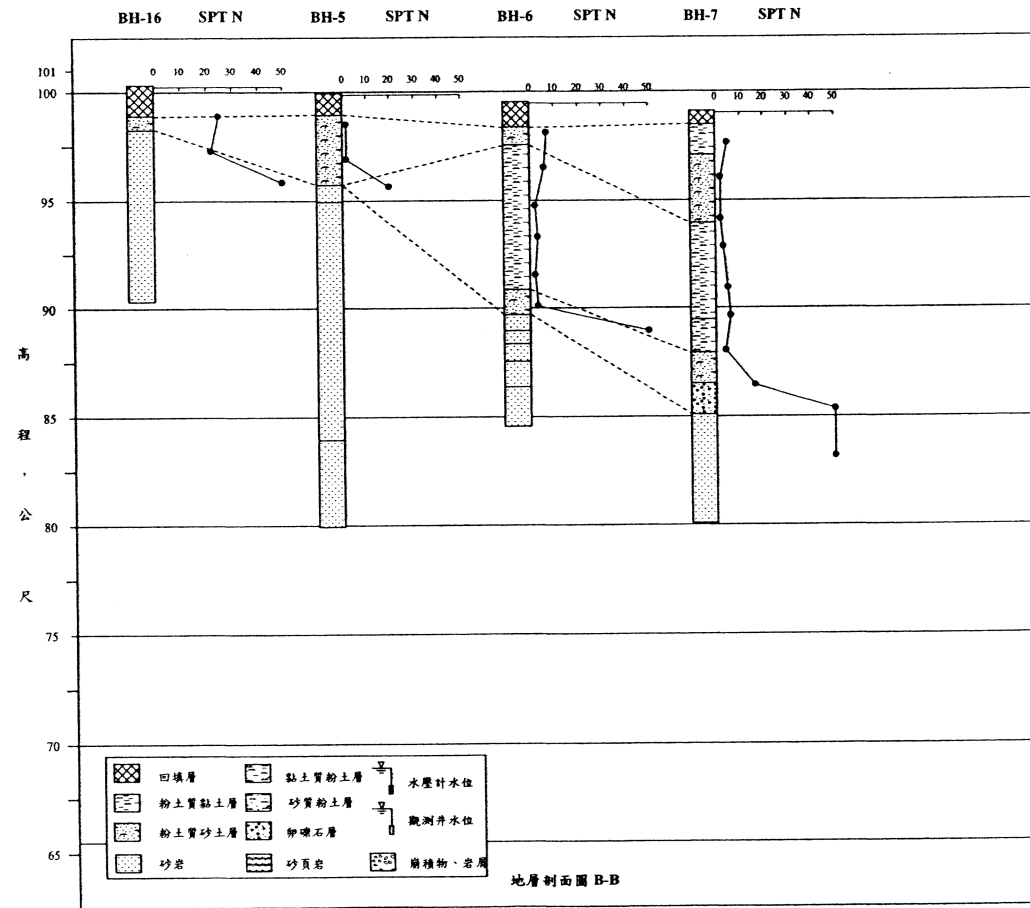 BH-16 SPT N BH-5 SPT N BH-6 SPT N BH-7 SPT N
101
0 10 20 30 40 50
0 10 20 30 40 50
0 10 20 30 40 50
0 10 20 30 40 50
100
95
90
高
85
程
，
公
80
尺
75
70
65
回填層
黏土質粉土層
水壓計水位
粉土質黏土層
砂質粉土層
觀測井水位
粉土質砂土層
卵礫石層
砂岩
砂頁岩
崩積物、岩層
地層剖面圖 B-B